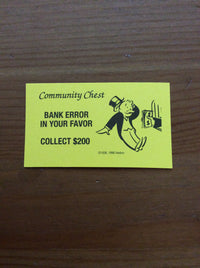 Community Chest
BANK ERROR
IN YOUR FAVOR
COLLECT $200